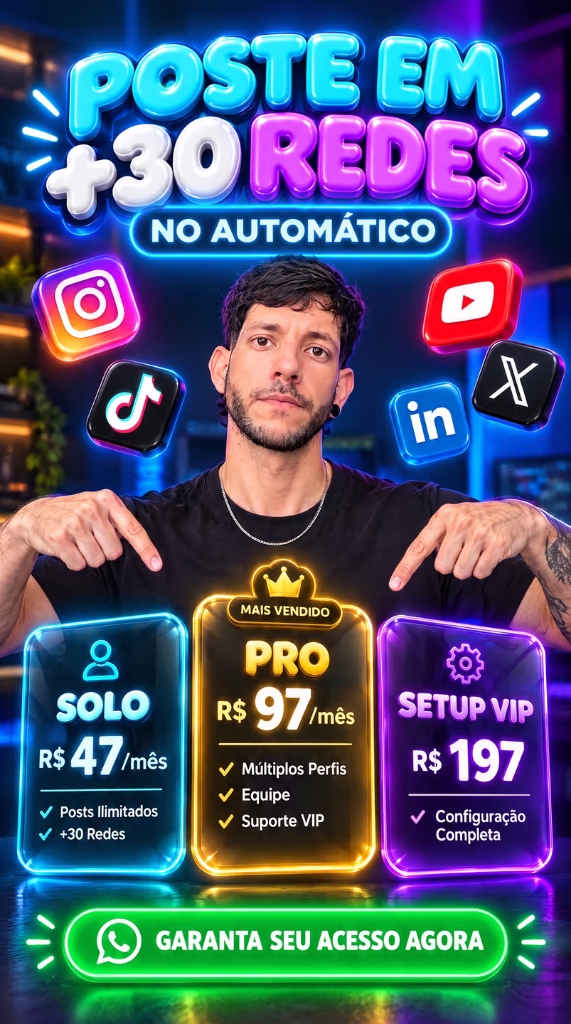 POSTE EM
+30 REDES
NO AUTOMÁTICO
in
MAIS VENDIDO
SOLO
R$ 47/mês
Posts Ilimitados
+30 Redes
PRO
R$ 97/mês
Múltiplos Perfis
Equipe
Suporte VIP
SETUP VIP
R$ 197
Configuração
Completa
GARANTA SEU ACESSO AGORA